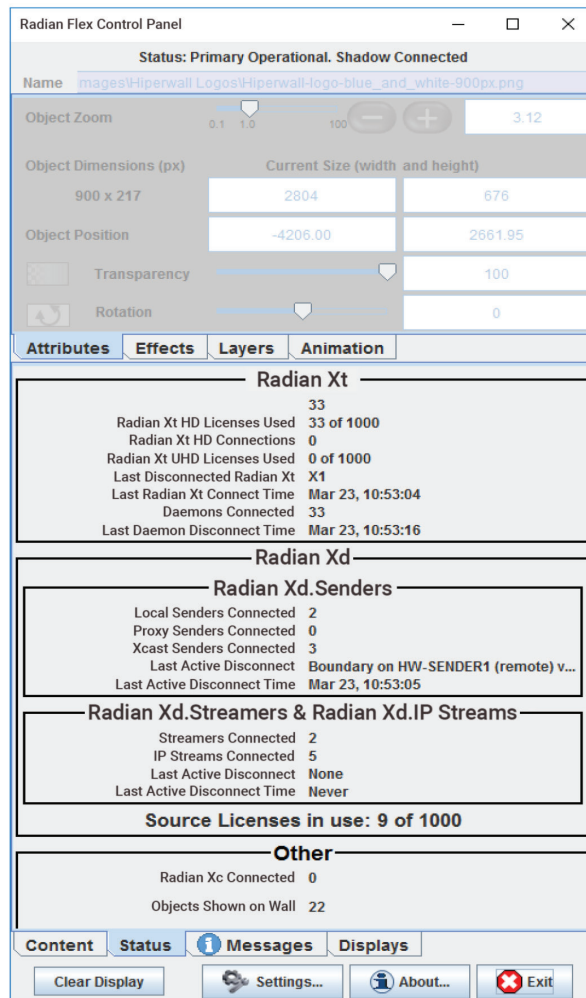 Radian Flex Control Panel
Status: Primary Operational. Shadow Connected
Name mages\Hiperwall Logos\Hiperwall-logo-blue_and_white-900px.png
Object Zoom 0.1 1.0 100 3.12
Object Dimensions (px) Current Size (width and height)
900 x 217 2804 676
Object Position -4206.00 2661.95
Transparency 100
Rotation 0
Attributes Effects Layers Animation
Radian Xt
33
Radian Xt HD Licenses Used 33 of 1000
Radian Xt HD Connections 0
Radian Xt UHD Licenses Used 0 of 1000
Last Disconnected Radian Xt X1
Last Radian Xt Connect Time Mar 23, 10:53:04
Daemons Connected 33
Last Daemon Disconnect Time Mar 23, 10:53:16
Radian Xd
Radian Xd.Senders
Local Senders Connected 2
Proxy Senders Connected 0
Xcast Senders Connected 3
Last Active Disconnect Boundary on HW-SENDER1 (remote) v...
Last Active Disconnect Time Mar 23, 10:53:05
Radian Xd.Streamers & Radian Xd.IP Streams
Streamers Connected 2
IP Streams Connected 5
Last Active Disconnect None
Last Active Disconnect Time Never
Source Licenses in use: 9 of 1000
Other
Radian Xc Connected 0
Objects Shown on Wall 22
Content Status Messages Displays
Clear Display Settings... About... Exit